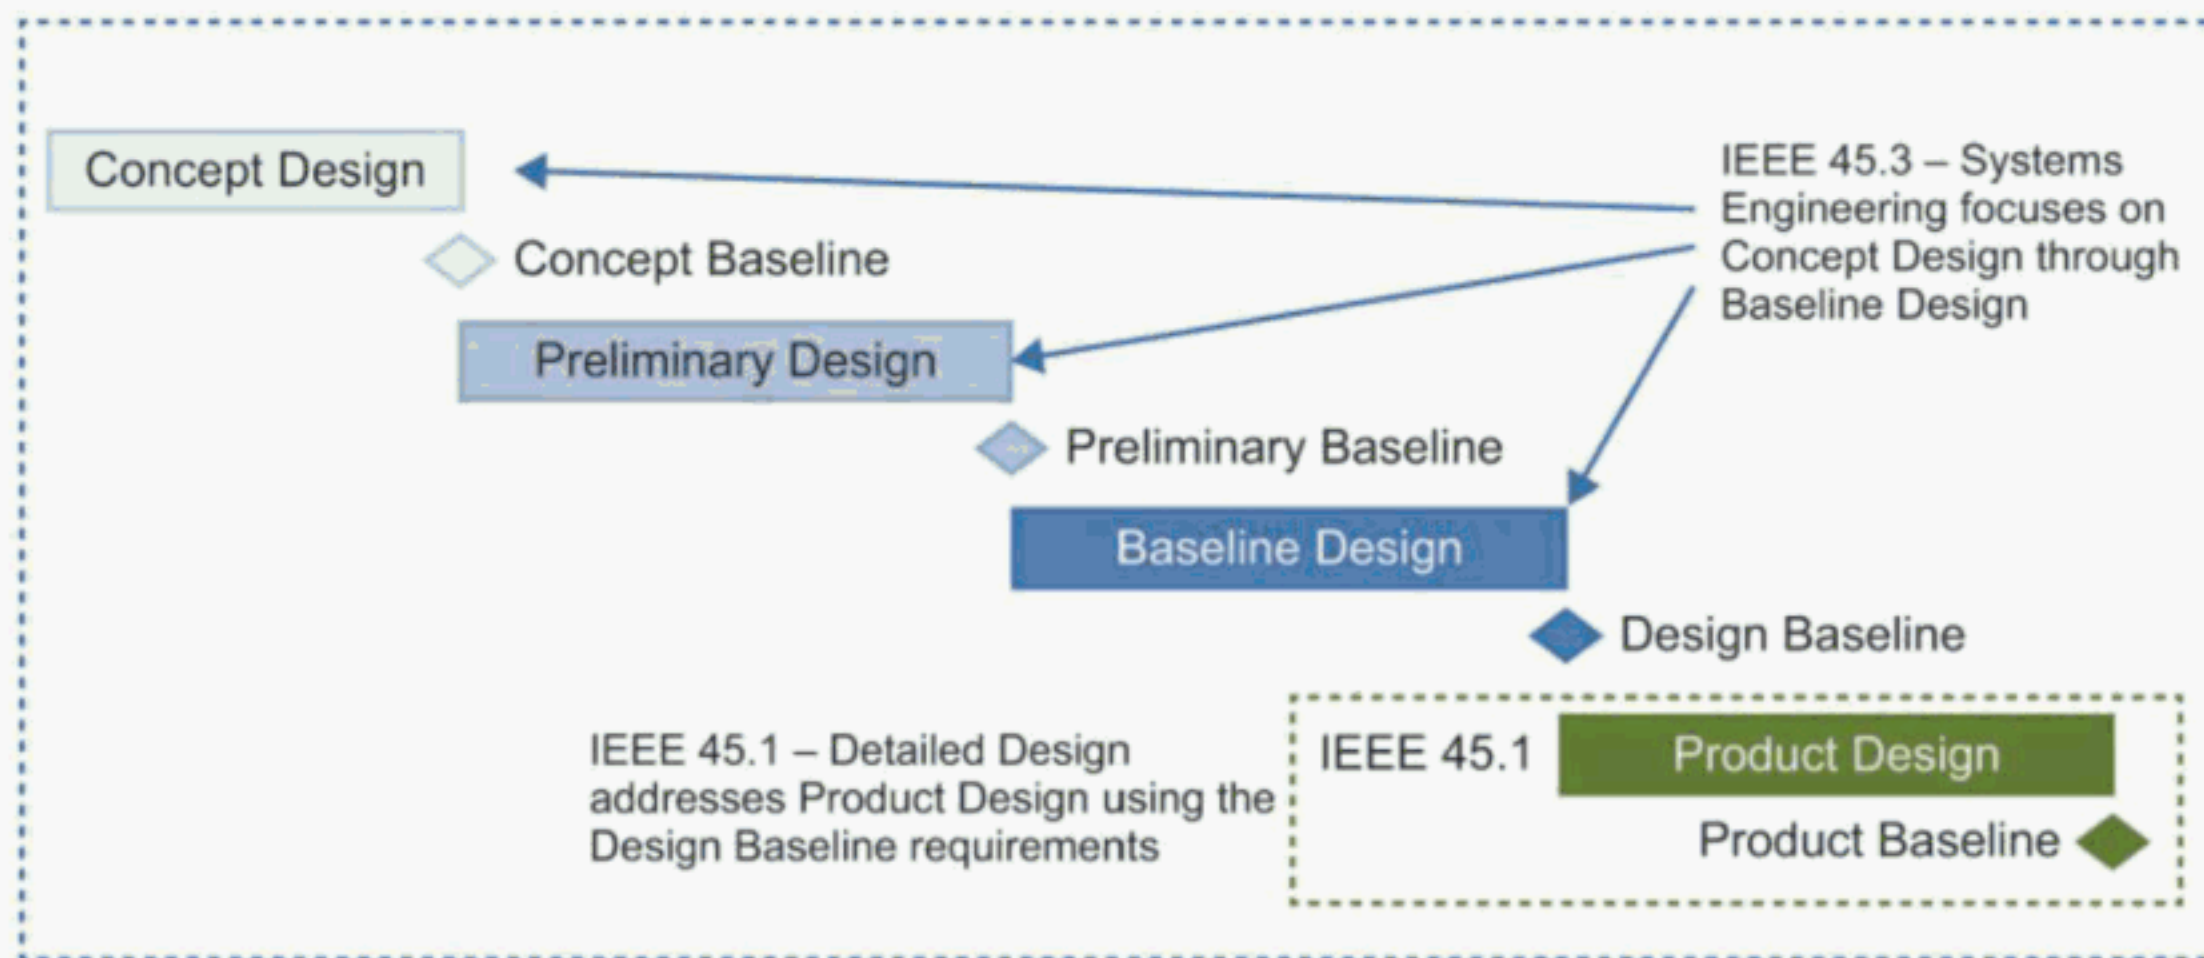 Concept Design
IEEE 45.3 – Systems
Engineering focuses on
Concept Design through
Baseline Design
Concept Baseline
Preliminary Design
Preliminary Baseline
Baseline Design
Design Baseline
IEEE 45.1 – Detailed Design
addresses Product Design using the
Design Baseline requirements
IEEE 45.1
Product Design
Product Baseline